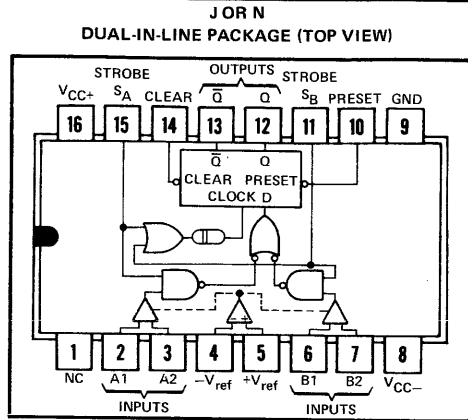 J OR N
DUAL-IN-LINE PACKAGE (TOP VIEW)
OUTPUTS
STROBE STROBE
VCC+ SA CLEAR Q̅ Q SB PRESET GND
16 15 14 13 12 11 10 9
Q̅ Q
CLEAR PRESET
CLOCK D
- +
1 2 3 4 5 6 7 8
NC A1 A2 −Vref +Vref B1 B2 VCC−
INPUTS INPUTS